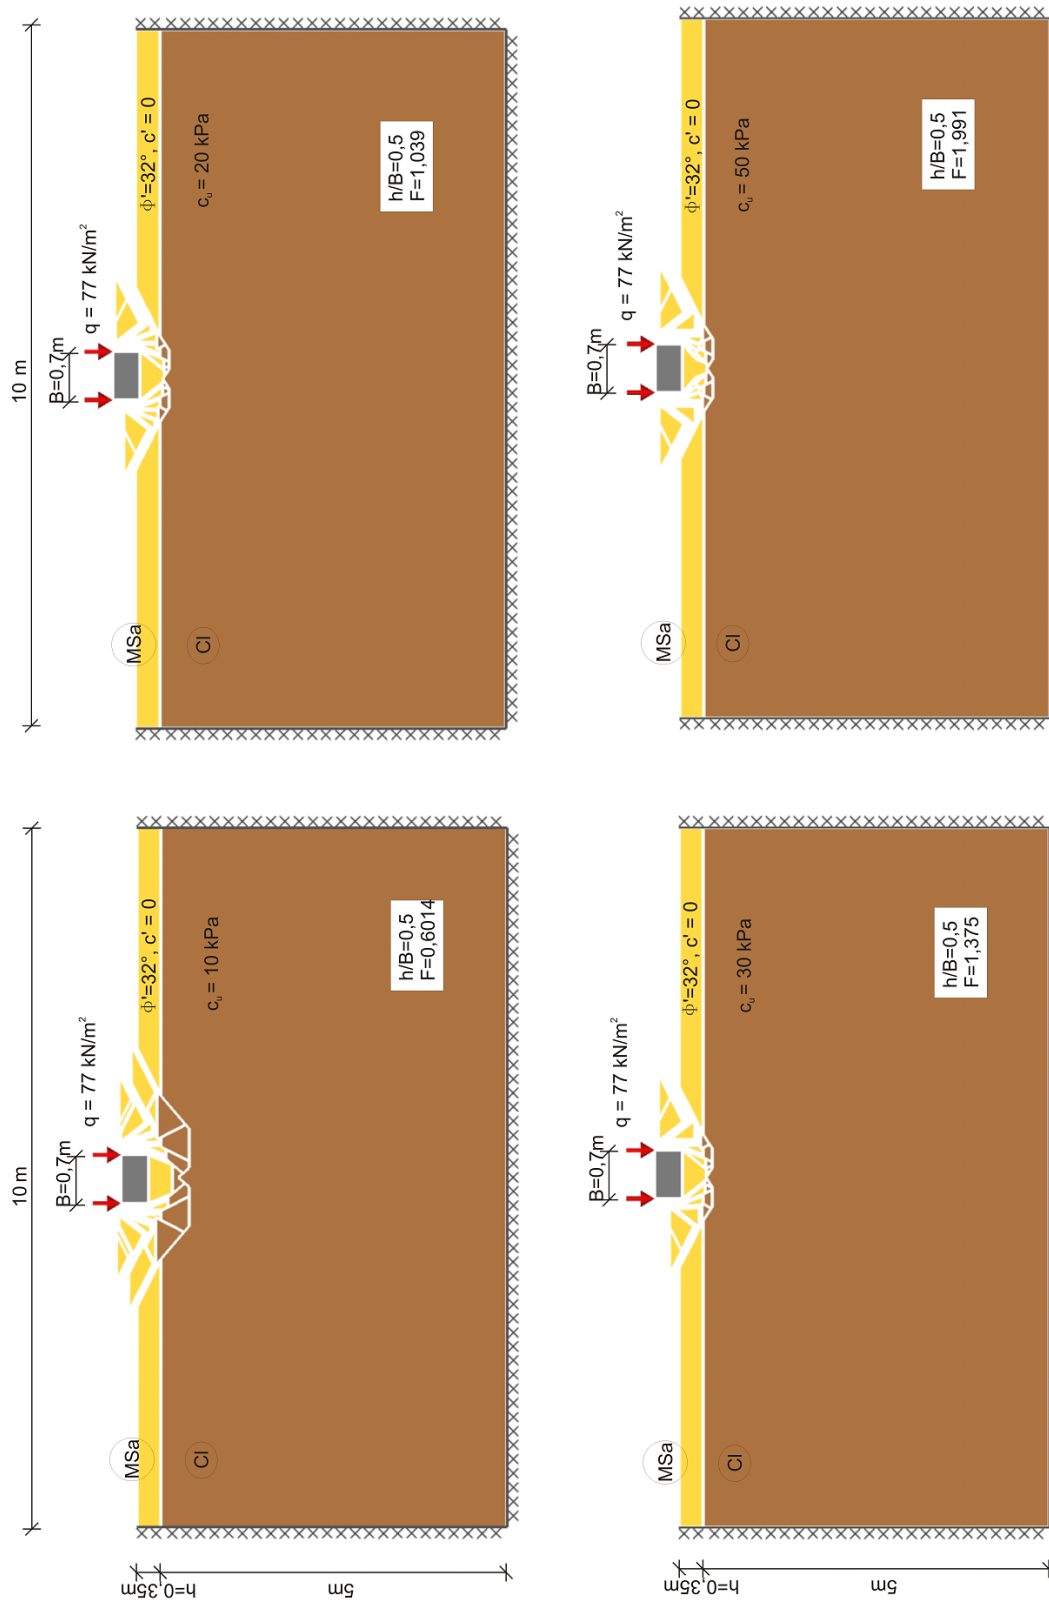 10 m
10 m
B=0,7m
q = 77 kN/m²
MSa
ϕ'=32°, c' = 0
Cl
cᵤ = 10 kPa
h/B=0,5
F=0,6014
h=0,35m
5m
B=0,7m
q = 77 kN/m²
MSa
ϕ'=32°, c' = 0
Cl
cᵤ = 20 kPa
h/B=0,5
F=1,039
B=0,7m
q = 77 kN/m²
MSa
ϕ'=32°, c' = 0
Cl
cᵤ = 30 kPa
h/B=0,5
F=1,375
h=0,35m
5m
B=0,7m
q = 77 kN/m²
MSa
ϕ'=32°, c' = 0
Cl
cᵤ = 50 kPa
h/B=0,5
F=1,991